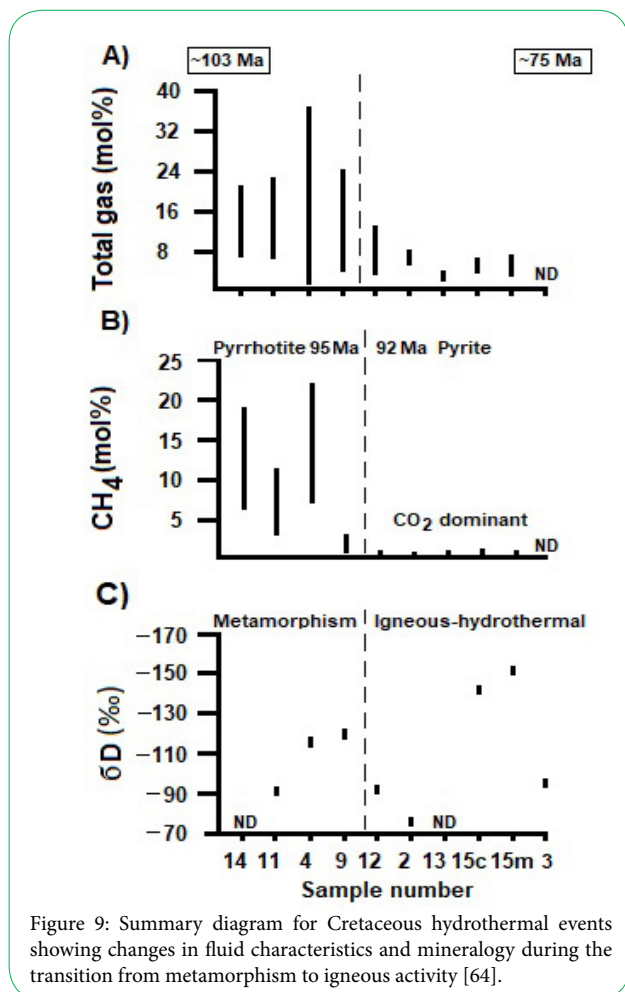 A)
~103 Ma
~75 Ma
Total gas (mol%)
40
32
24
16
8
ND
B)
Pyrrhotite 95 Ma
92 Ma Pyrite
CH4 (mol%)
25
20
15
10
5
CO2 dominant
ND
C)
Metamorphism
Igneous-hydrothermal
ϬD (‰)
−170
−150
−130
−110
−90
−70
ND
ND
14 11 4 9 12 2 13 15c 15m 3
Sample number
Figure 9: Summary diagram for Cretaceous hydrothermal events
showing changes in fluid characteristics and mineralogy during the
transition from metamorphism to igneous activity [64].